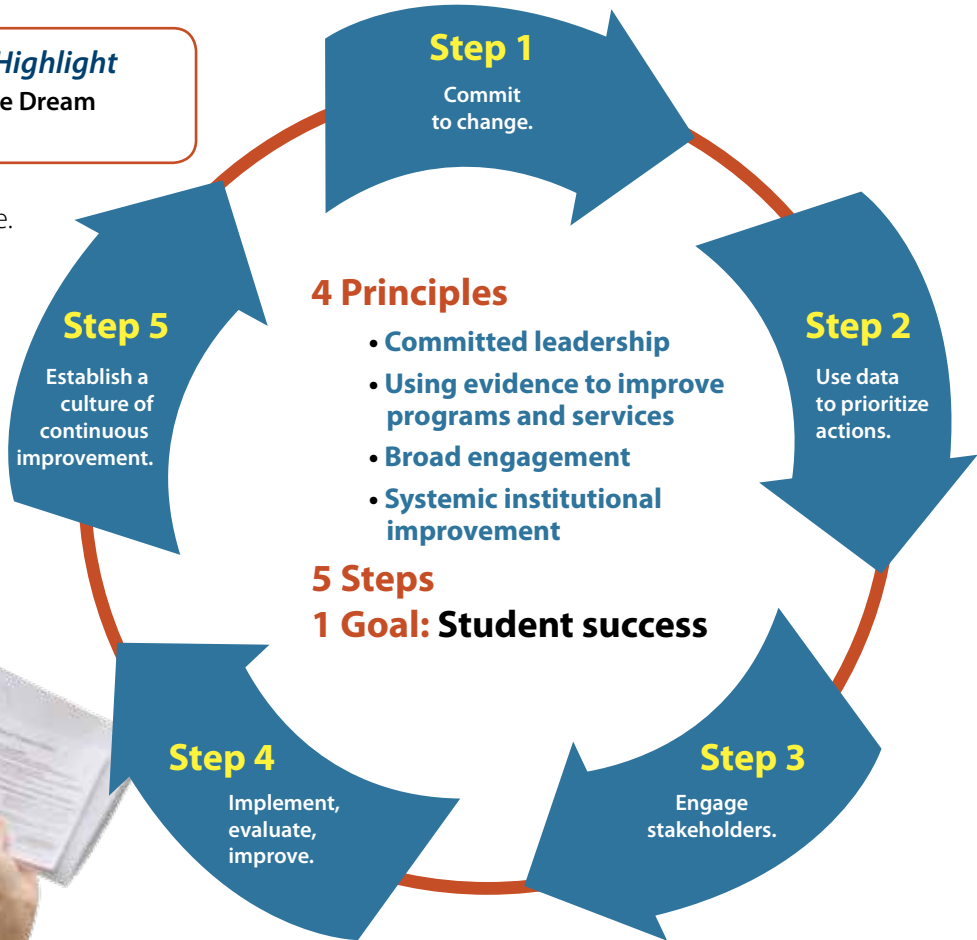 Highlight
e Dream
e.
Step 1
Commit
to change.
Step 2
Use data
to prioritize
actions.
Step 3
Engage
stakeholders.
Step 4
Implement,
evaluate,
improve.
Step 5
Establish a
culture of
continuous
improvement.
4 Principles
• Committed leadership
• Using evidence to improve
programs and services
• Broad engagement
• Systemic institutional
improvement
5 Steps
1 Goal: Student success